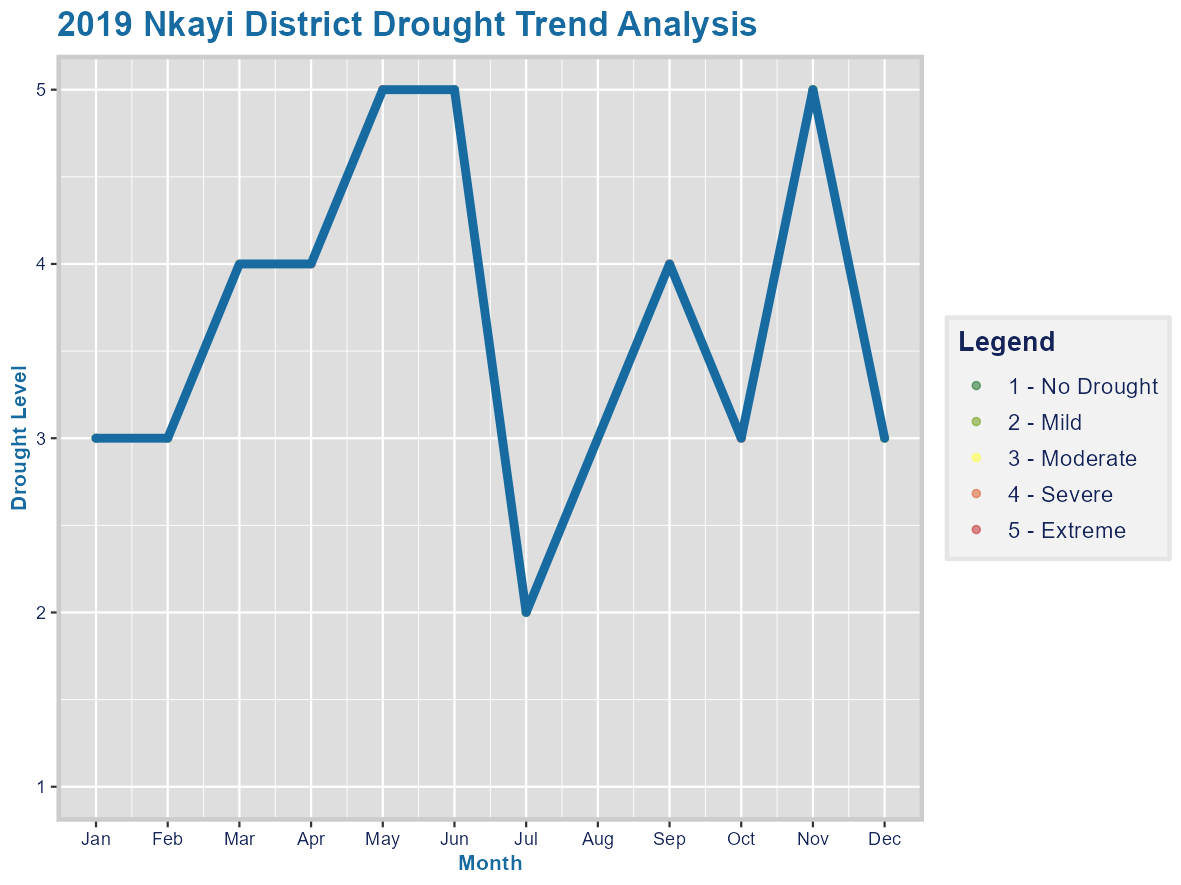 2019 Nkayi District Drought Trend Analysis
Drought Level
5
4
3
2
1
Jan Feb Mar Apr May Jun Jul Aug Sep Oct Nov Dec
Month
Legend
1 - No Drought
2 - Mild
3 - Moderate
4 - Severe
5 - Extreme